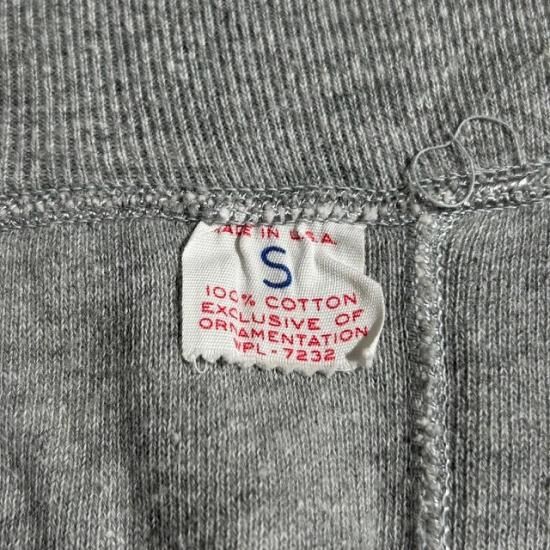 MADE IN U.S.A.
S
100% COTTON
EXCLUSIVE OF
ORNAMENTATION
WPL-7232